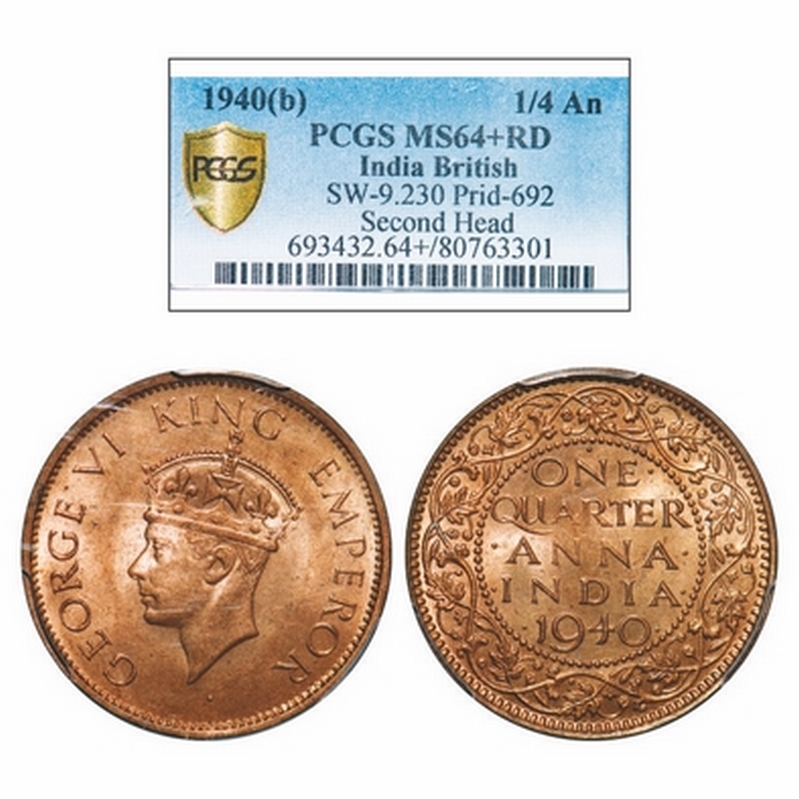 1940(b) 1/4 An
PCGS MS64+RD
PCGS
India British
SW-9.230 Prid-692
Second Head
693432.64+/80763301
GEORGE VI KING EMPEROR
ONE
QUARTER
· ANNA ·
INDIA
· 1940 ·